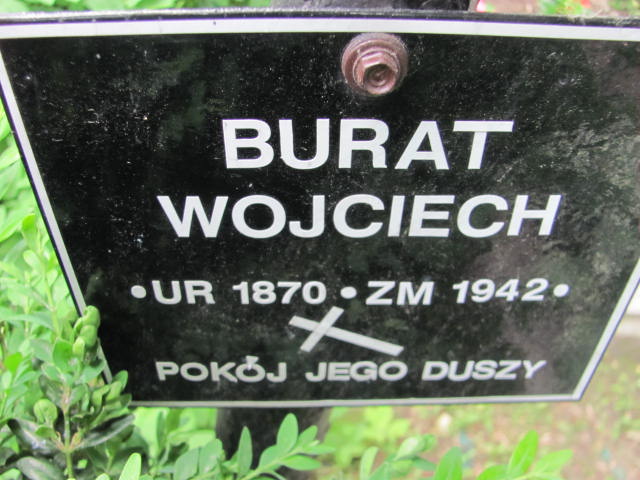 BURAT
WOJCIECH
•UR 1870 • ZM 1942•
POKÓJ JEGO DUSZY